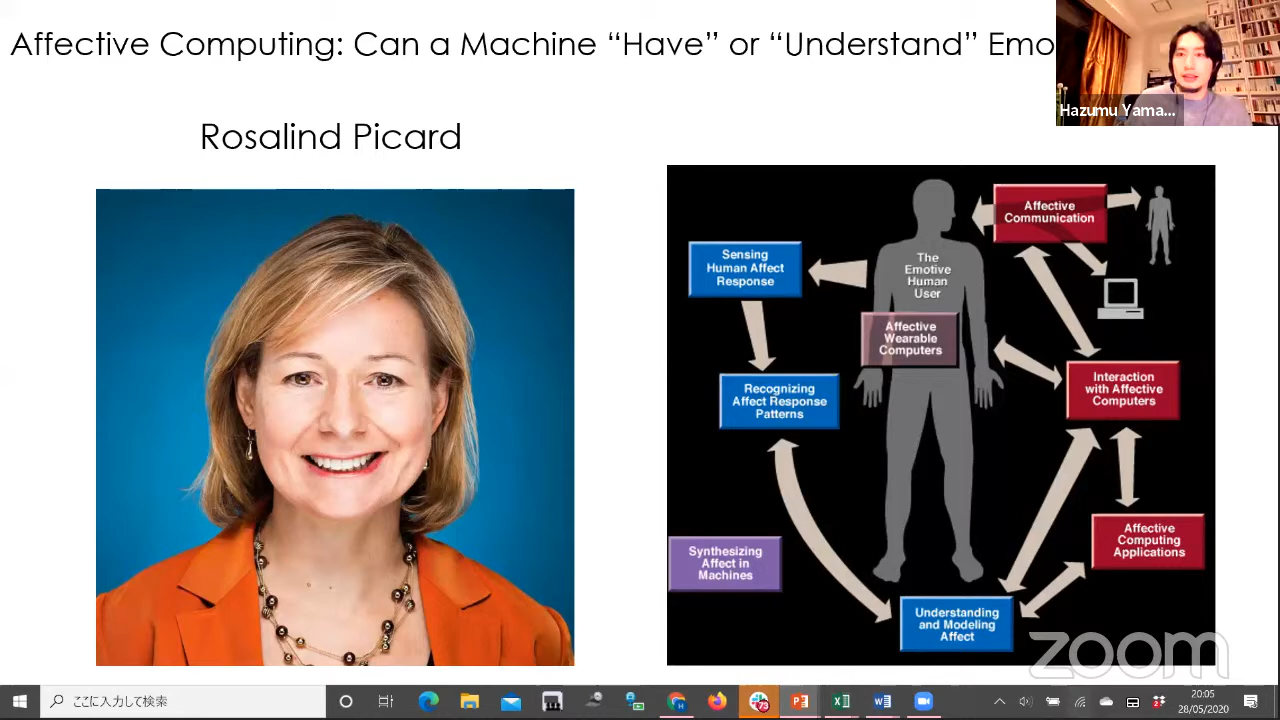 Affective Computing: Can a Machine “Have” or “Understand” Emo
Hazumu Yama...
Rosalind Picard
Affective
Communication
Sensing
Human Affect
Response
The
Emotive
Human
User
Affective
Wearable
Computers
Recognizing
Affect Response
Patterns
Interaction
with Affective
Computers
Affective
Computing
Applications
Synthesizing
Affect in
Machines
Understanding
and Modeling
Affect
zoom
ここに入力して検索
73
2
20:05
28/05/2020